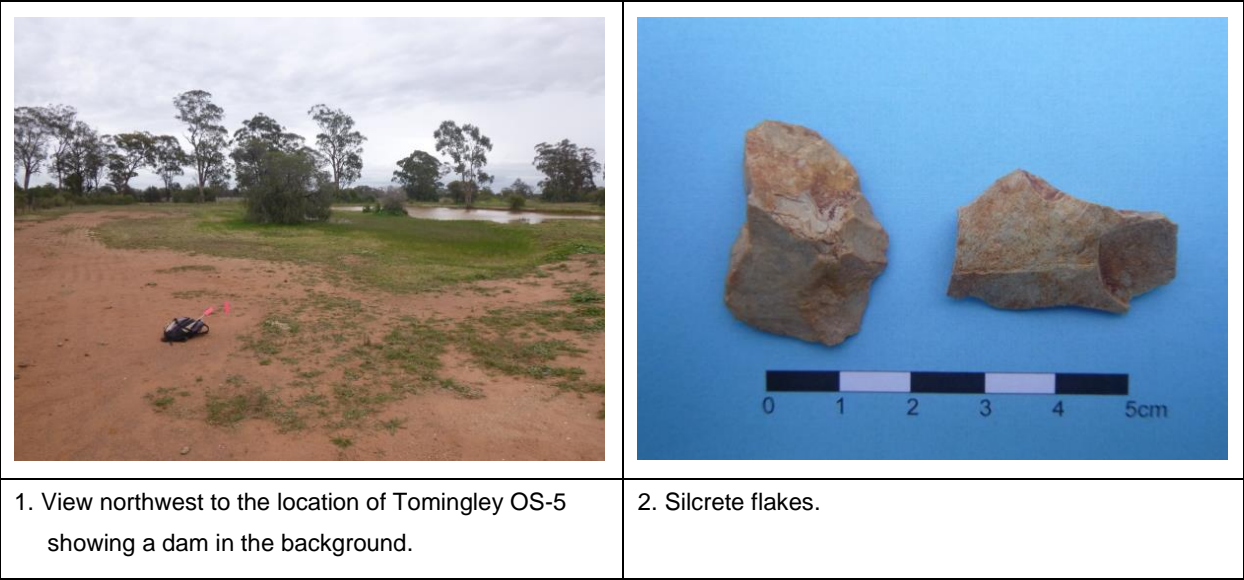 0 1 2 3 4 5cm
1. View northwest to the location of Tomingley OS-5
showing a dam in the background.
2. Silcrete flakes.